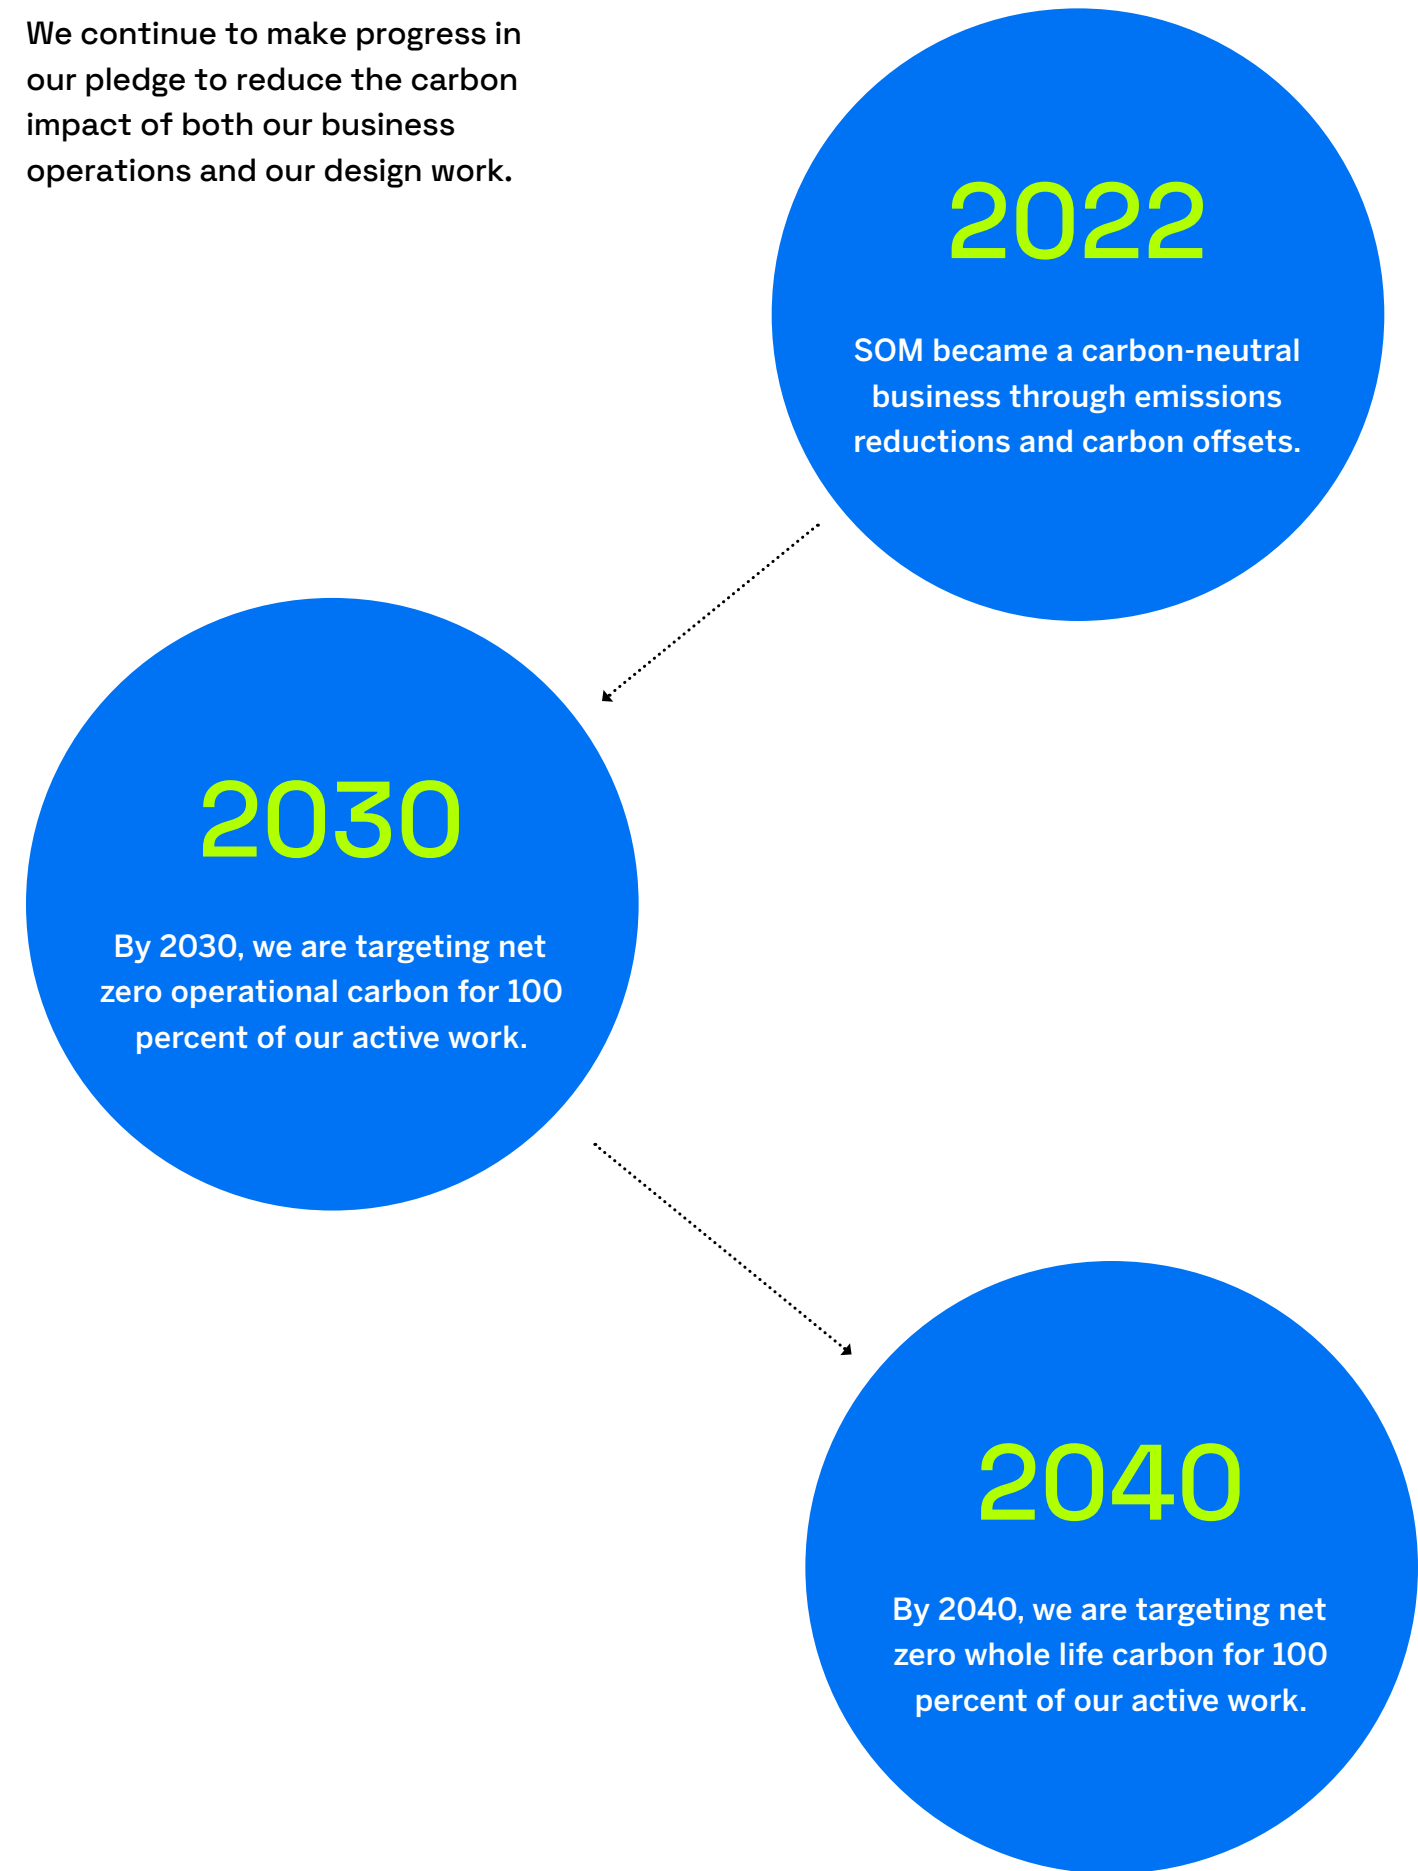 We continue to make progress in
our pledge to reduce the carbon
impact of both our business
operations and our design work.
2022
SOM became a carbon-neutral
business through emissions
reductions and carbon offsets.
2030
By 2030, we are targeting net
zero operational carbon for 100
percent of our active work.
2040
By 2040, we are targeting net
zero whole life carbon for 100
percent of our active work.